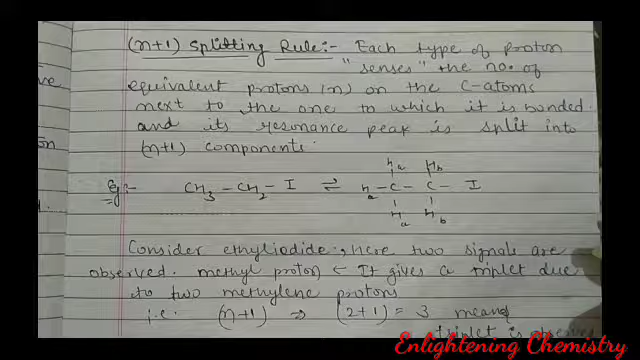 (n+1) Splitting Rule:- Each type of proton
"senses" the no. of
equivalent protons (n) on the C-atoms
next to the one to which it is bonded.
and its resonance peak is split into
(n+1) components.
Ha Hb
Eg:- CH3 – CH2 – I ⇌ Ha – C – C – I
Ha Hb
Consider ethyliodide, Here two signals are
observed. methyl proton ← It gives a triplet due
to two methylene protons
i.e. (n+1) ⇒ (2+1) = 3 means
triplet is
Enlightening Chemistry